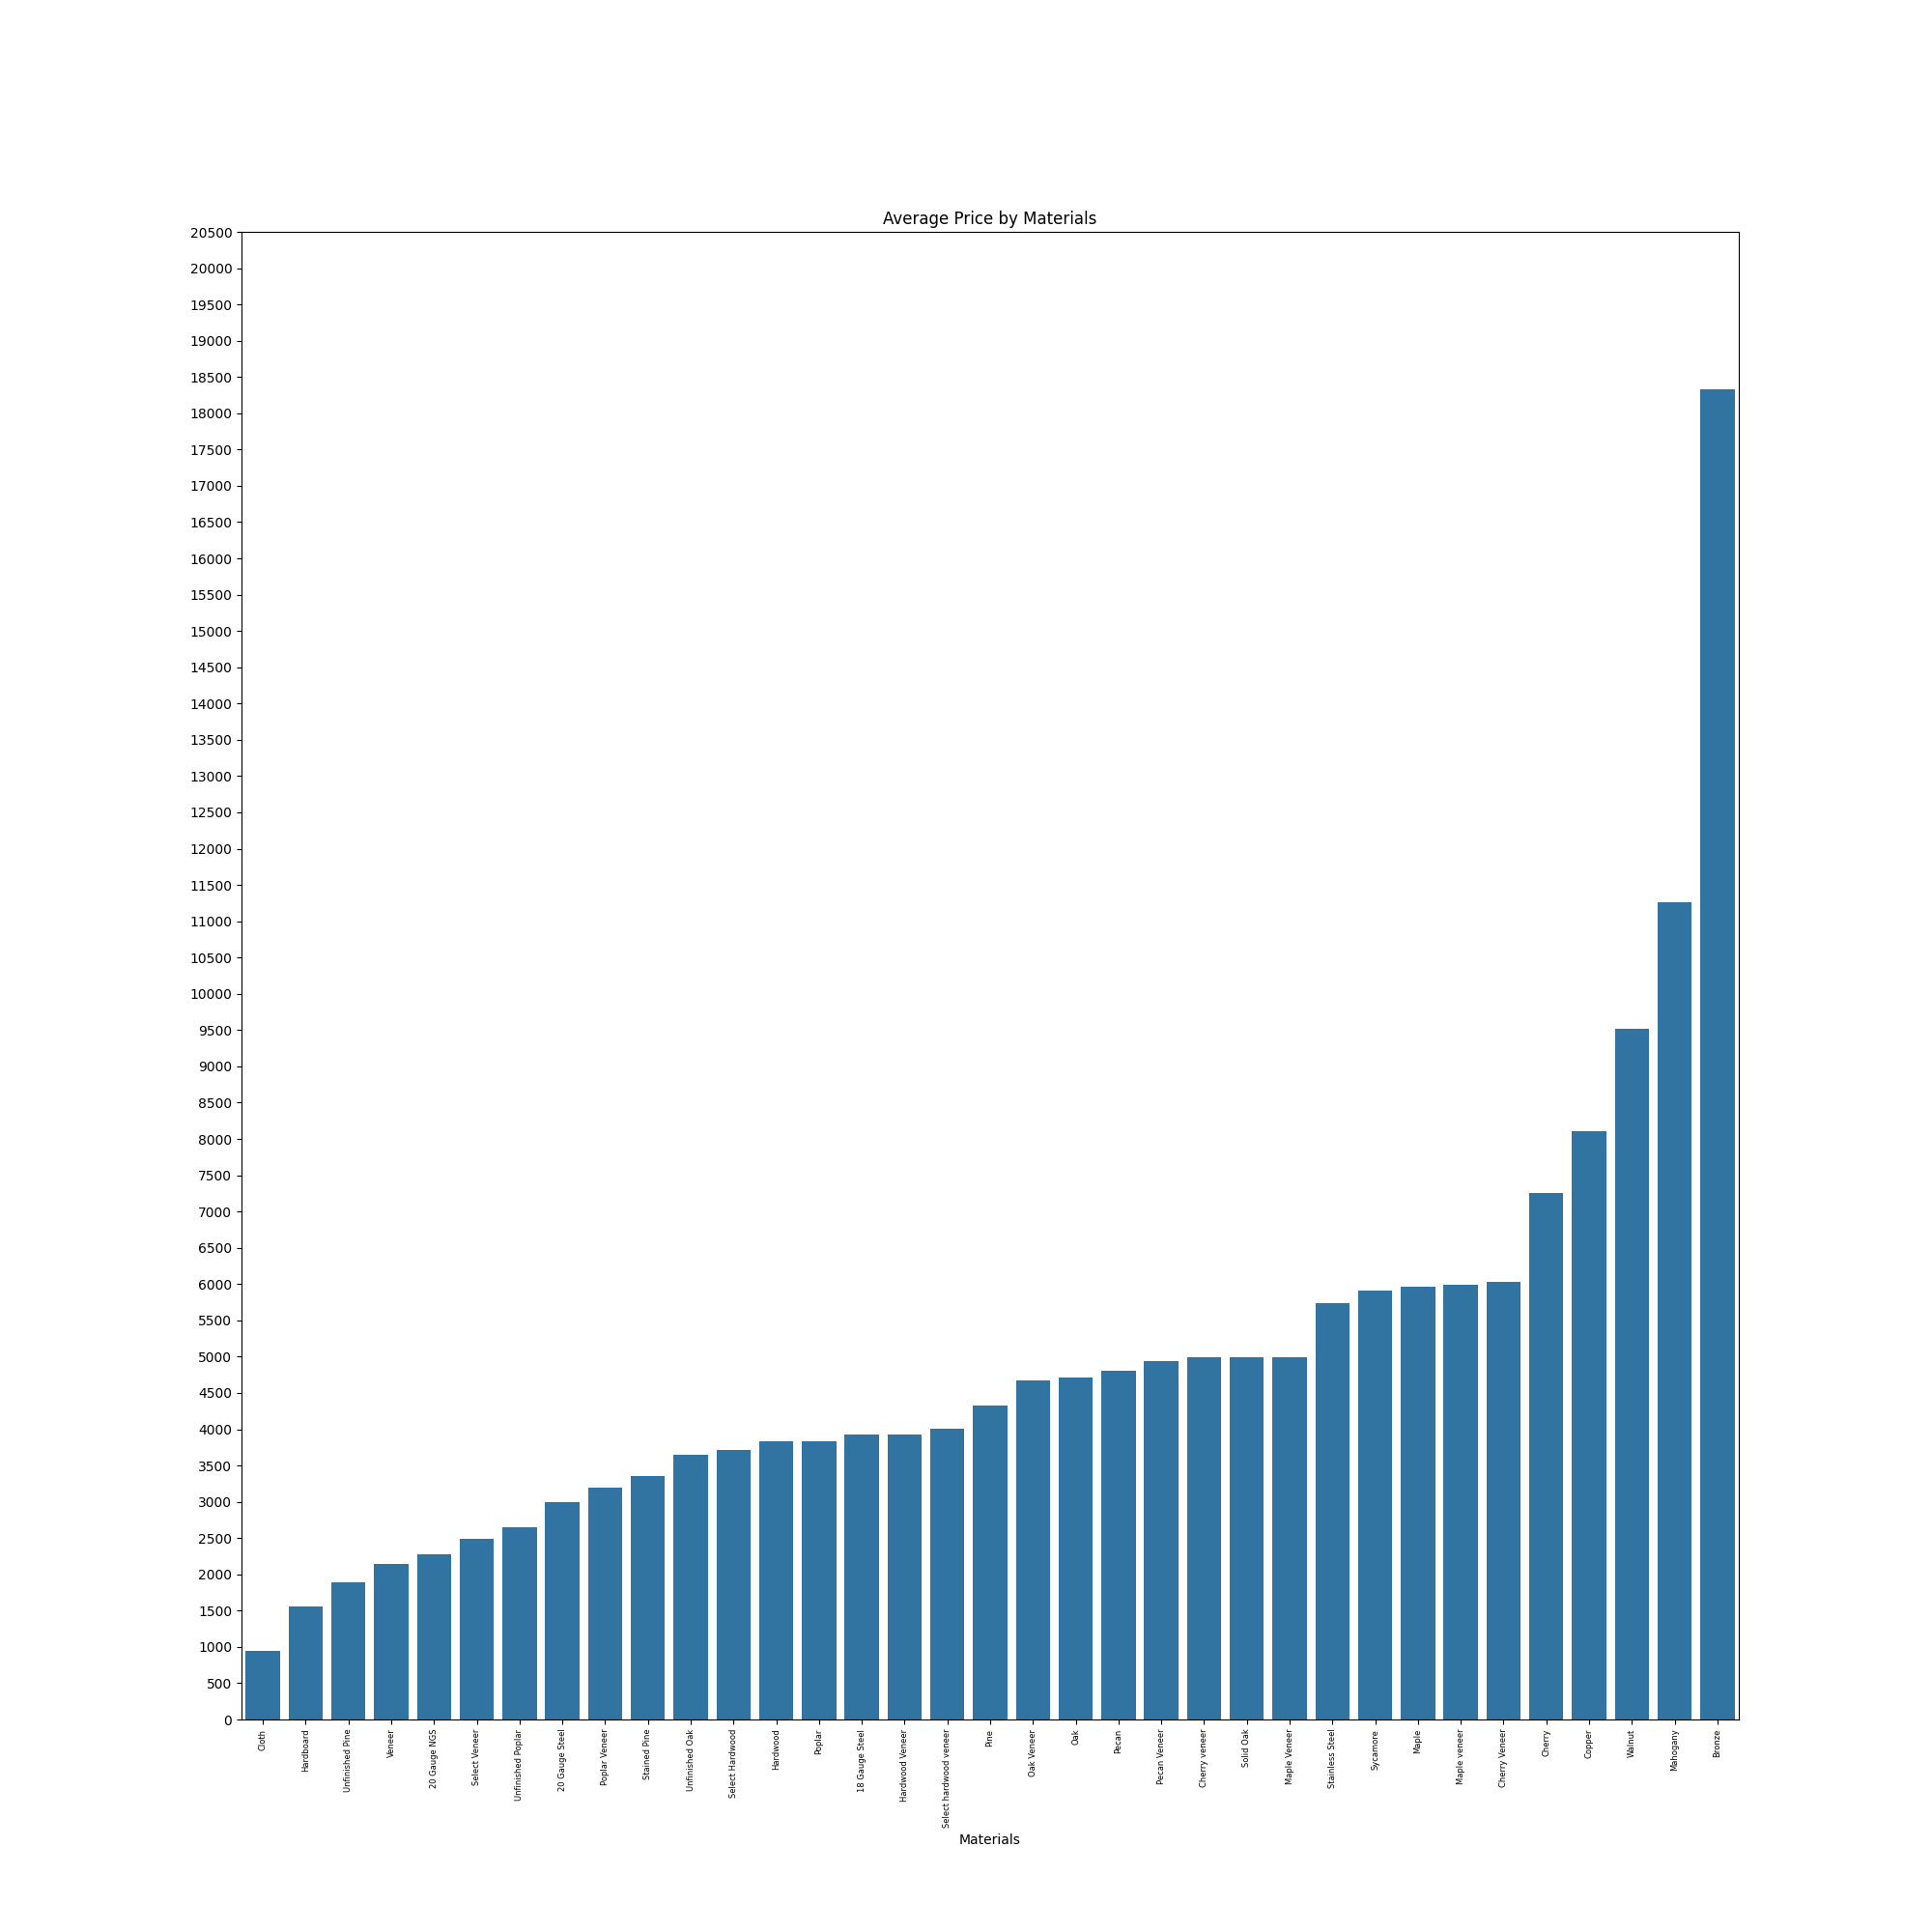 Average Price by Materials
20500
20000
19500
19000
18500
18000
17500
17000
16500
16000
15500
15000
14500
14000
13500
13000
12500
12000
11500
11000
10500
10000
9500
9000
8500
8000
7500
7000
6500
6000
5500
5000
4500
4000
3500
3000
2500
2000
1500
1000
500
0
Cloth
Hardboard
Unfinished Pine
Veneer
20 Gauge NGS
Select Veneer
Unfinished Poplar
20 Gauge Steel
Poplar Veneer
Stained Pine
Unfinished Oak
Select Hardwood
Hardwood
Poplar
18 Gauge Steel
Hardwood Veneer
Select hardwood veneer
Pine
Oak Veneer
Oak
Pecan
Pecan Veneer
Cherry veneer
Solid Oak
Maple Veneer
Stainless Steel
Sycamore
Maple
Maple veneer
Cherry Veneer
Cherry
Copper
Walnut
Mahogany
Bronze
Materials